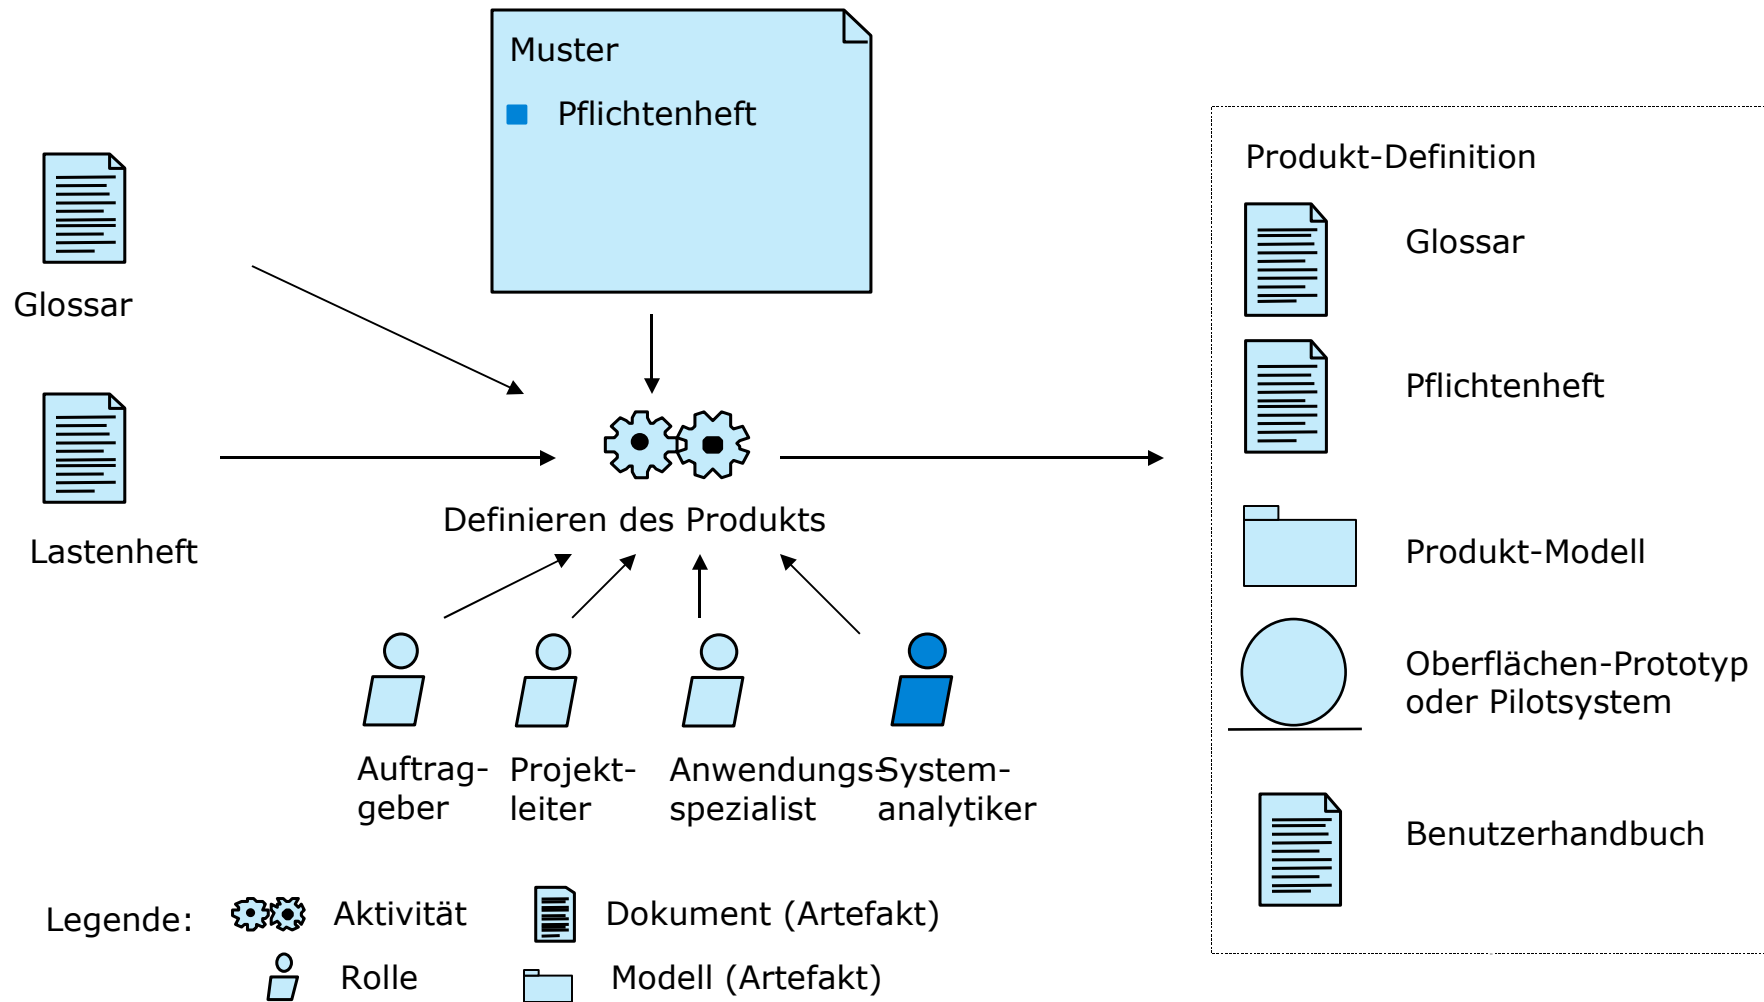 Muster
Pflichtenheft
Glossar
Lastenheft
Definieren des Produkts
Auftrag-
geber
Projekt-
leiter
Anwendungs-
spezialist
System-
analytiker
Produkt-Definition
Glossar
Pflichtenheft
Produkt-Modell
Oberflächen-Prototyp
oder Pilotsystem
Benutzerhandbuch
Legende:
Aktivität
Dokument (Artefakt)
Rolle
Modell (Artefakt)